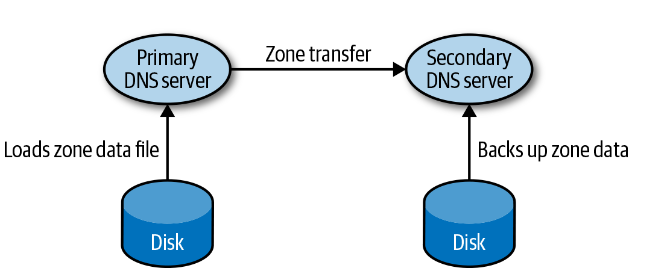 Primary
DNS server
Zone transfer
Secondary
DNS server
Loads zone data file
Backs up zone data
Disk
Disk